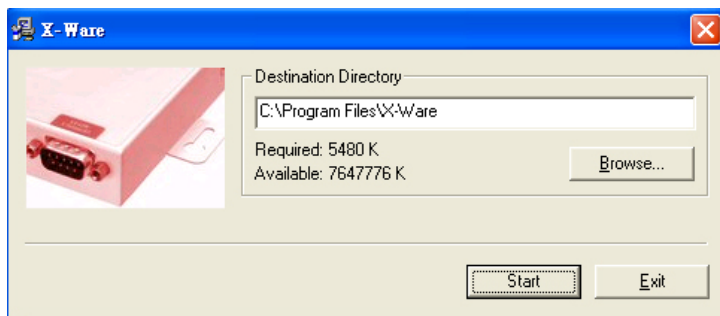 X-Ware
Destination Directory
C:\Program Files\X-Ware
Required: 5480 K
Available: 7647776 K
Browse...
Start
Exit